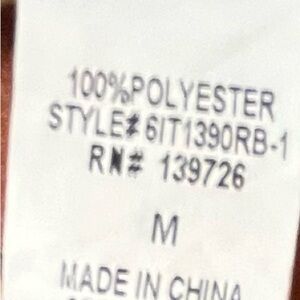 100%POLYESTER
STYLE# 6IT1390RB-1
RN# 139726
M
MADE IN CHINA